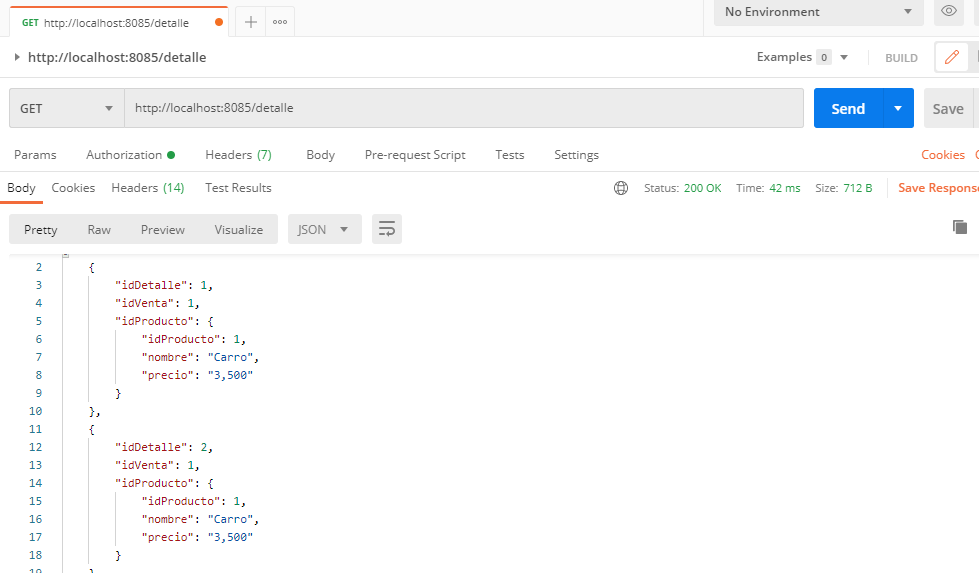 GET http://localhost:8085/detalle
No Environment
http://localhost:8085/detalle
Examples 0
BUILD
GET
http://localhost:8085/detalle
Send
Save
Params Authorization Headers (7) Body Pre-request Script Tests Settings Cookies
Body Cookies Headers (14) Test Results Status: 200 OK Time: 42 ms Size: 712 B Save Response
Pretty Raw Preview Visualize JSON
2 {
3 "idDetalle": 1,
4 "idVenta": 1,
5 "idProducto": {
6 "idProducto": 1,
7 "nombre": "Carro",
8 "precio": "3,500"
9 }
10 },
11 {
12 "idDetalle": 2,
13 "idVenta": 1,
14 "idProducto": {
15 "idProducto": 1,
16 "nombre": "Carro",
17 "precio": "3,500"
18 }